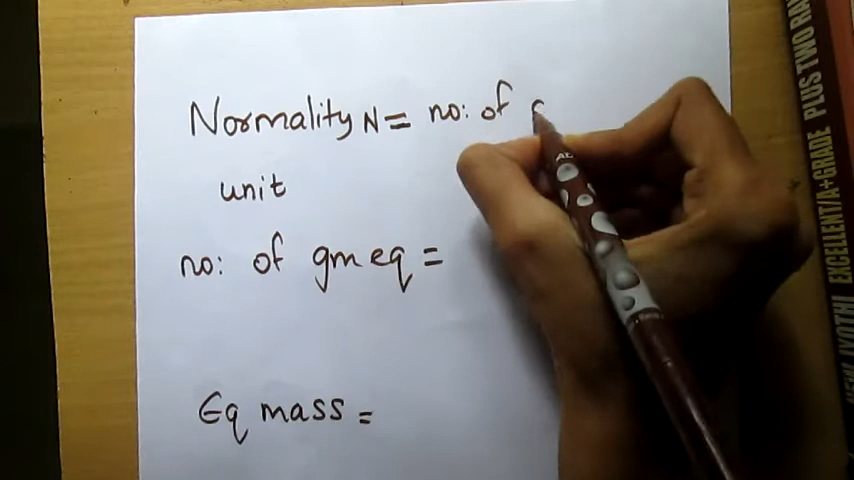 Normality N = no: of
unit
no: of gm eq =
Eq mass =
EXCELLENT/A+GRADE PLUS TWO